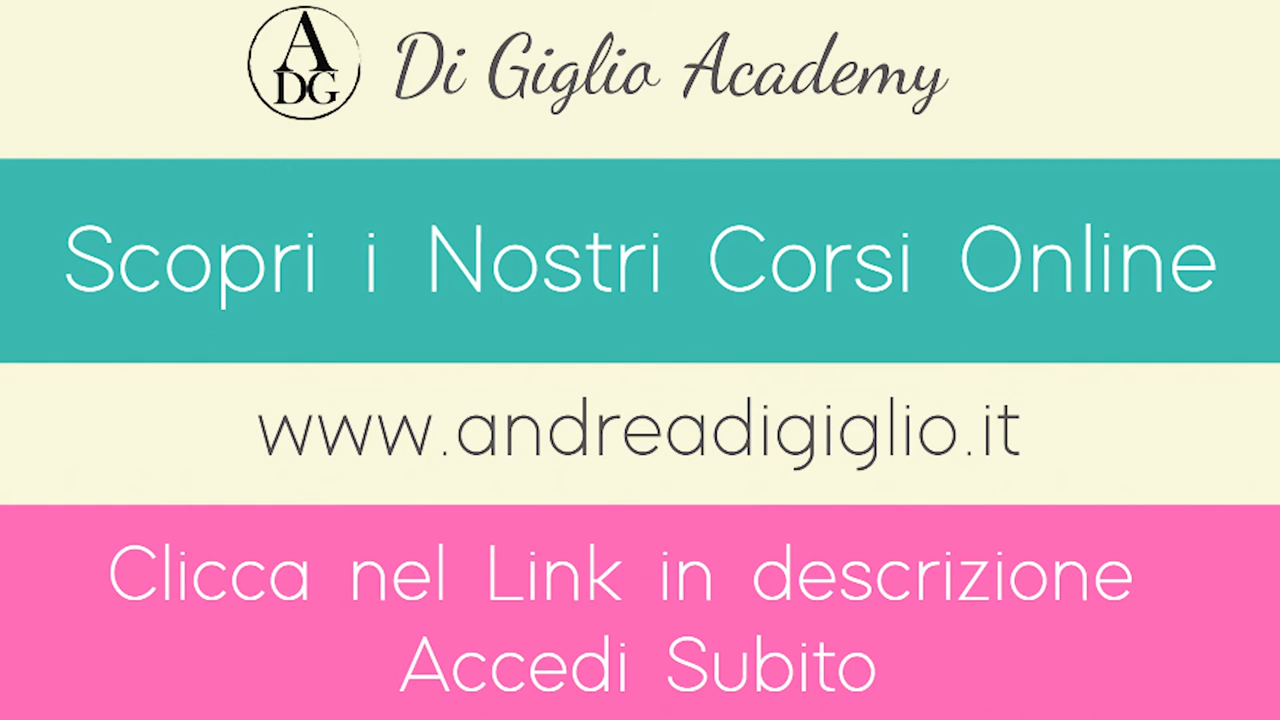 ADG Di Giglio Academy
Scopri i Nostri Corsi Online
www.andreadigiglio.it
Clicca nel Link in descrizione
Accedi Subito